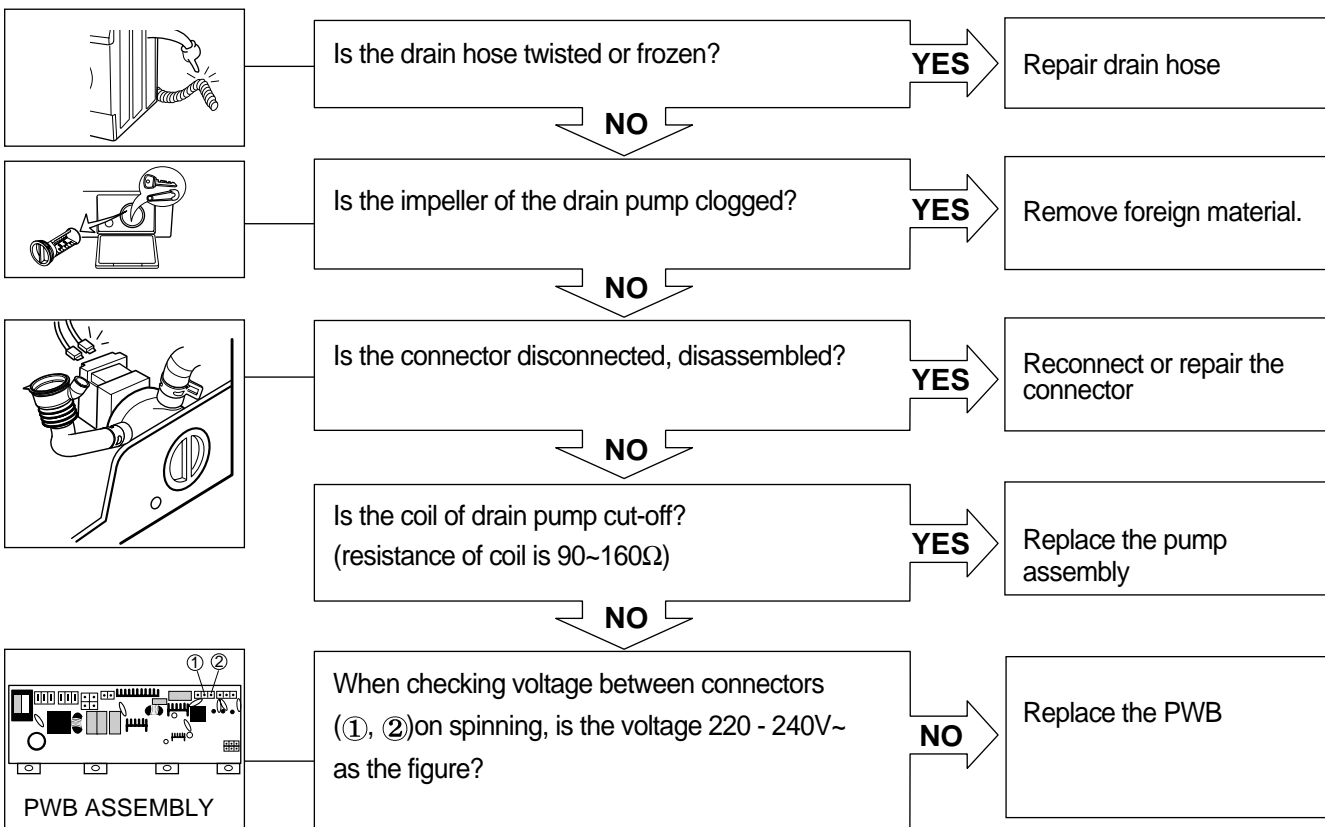 Is the drain hose twisted or frozen?
YES
Repair drain hose
NO
Is the impeller of the drain pump clogged?
YES
Remove foreign material.
NO
Is the connector disconnected, disassembled?
YES
Reconnect or repair the
connector
NO
Is the coil of drain pump cut-off?
(resistance of coil is 90~160Ω)
YES
Replace the pump
assembly
NO
① ②
PWB ASSEMBLY
When checking voltage between connectors
(①, ②)on spinning, is the voltage 220 - 240V~
as the figure?
NO
Replace the PWB